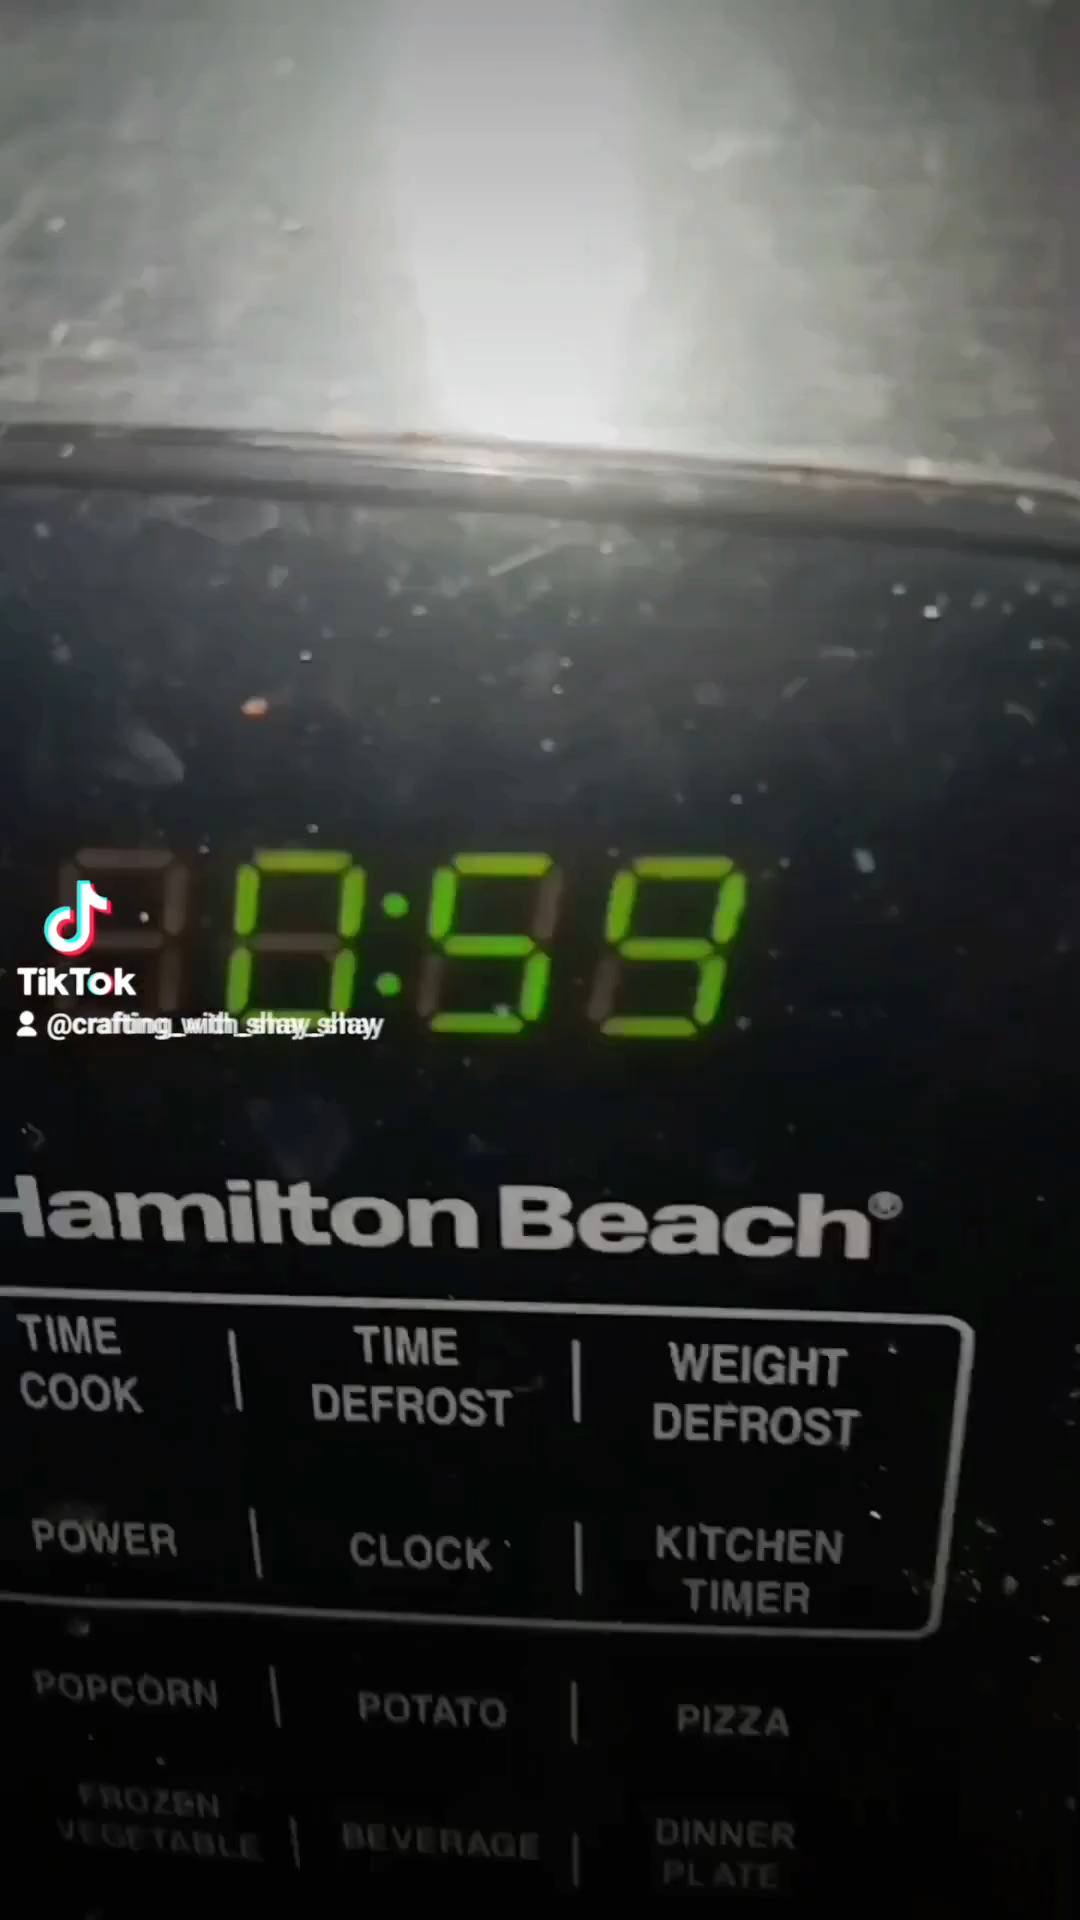 0:59
TikTok
@crafting_with_shay_shay
Hamilton Beach®
TIME COOK
TIME DEFROST
WEIGHT DEFROST
POWER
CLOCK
KITCHEN TIMER
POPCORN
POTATO
PIZZA
FROZEN VEGETABLE
BEVERAGE
DINNER PLATE